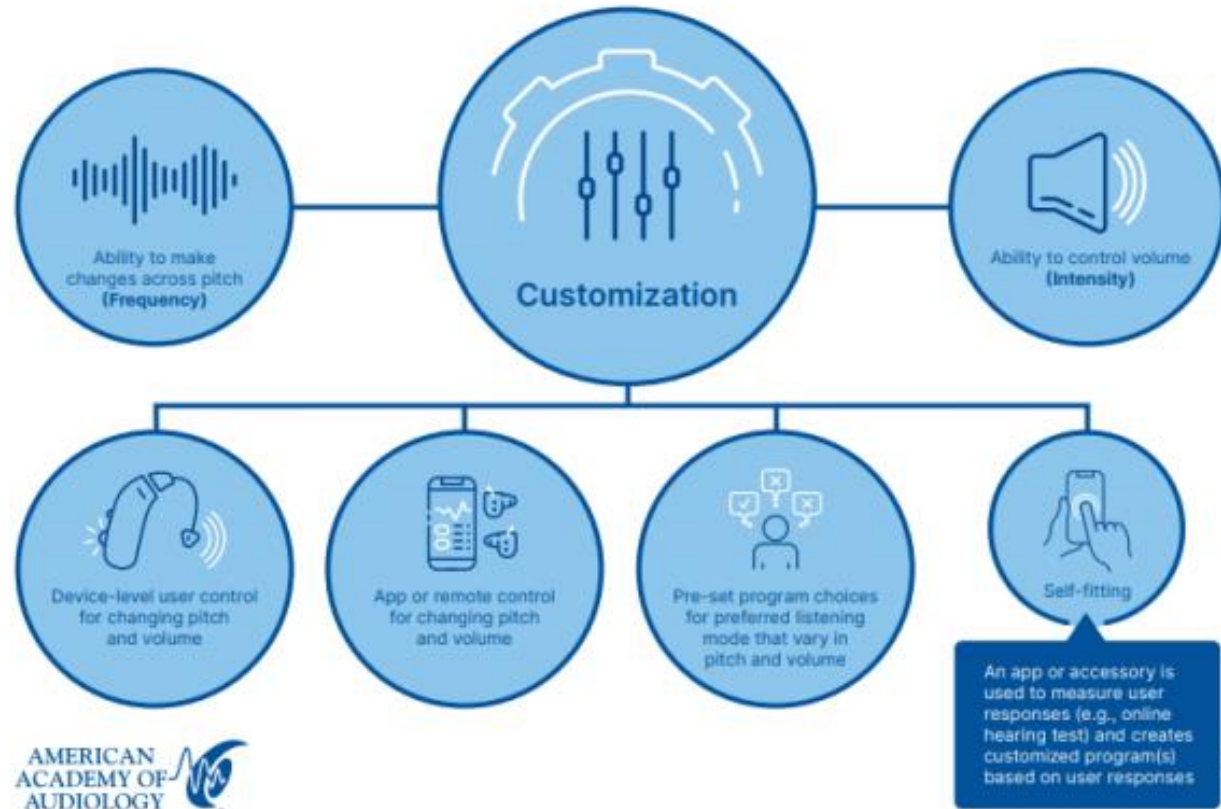 Ability to make
changes across pitch
(Frequency)
Customization
Ability to control volume
(Intensity)
Device-level user control
for changing pitch
and volume
App or remote control
for changing pitch
and volume
Pre-set program choices
for preferred listening
mode that vary in
pitch and volume
Self-fitting
An app or accessory is
used to measure user
responses (e.g., online
hearing test) and creates
customized program(s)
based on user responses
AMERICAN
ACADEMY OF
AUDIOLOGY